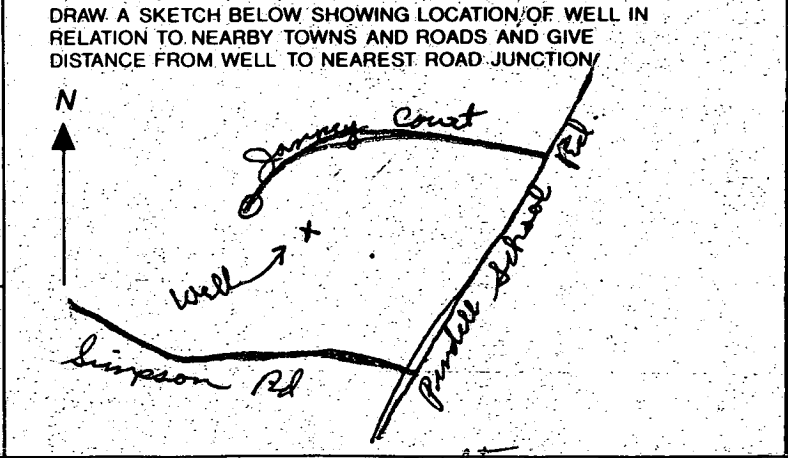 DRAW A SKETCH BELOW SHOWING LOCATION OF WELL IN
RELATION TO NEARBY TOWNS AND ROADS AND GIVE
DISTANCE FROM WELL TO NEAREST ROAD JUNCTION
N
Janney Court
Pindell School Rd.
Well
x
Simpson Rd